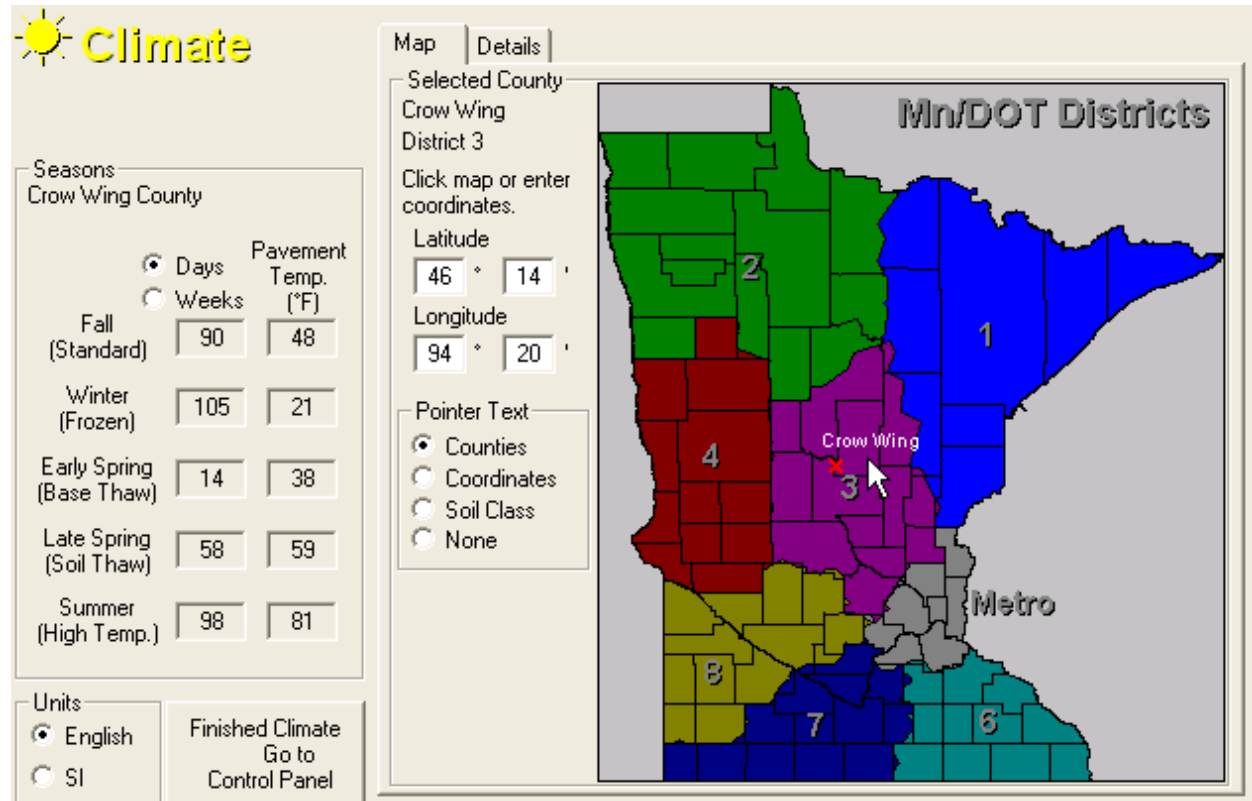 Climate
Seasons
Crow Wing County
Days
Weeks
Pavement
Temp.
(°F)
Fall
(Standard)
90
48
Winter
(Frozen)
105
21
Early Spring
(Base Thaw)
14
38
Late Spring
(Soil Thaw)
58
59
Summer
(High Temp.)
98
81
Units
English
SI
Finished Climate
Go to
Control Panel
Map
Details
Selected County
Crow Wing
District 3
Click map or enter
coordinates.
Latitude
46 ° 14 '
Longitude
94 ° 20 '
Pointer Text
Counties
Coordinates
Soil Class
None
Mn/DOT Districts
2
1
4
Crow Wing
3
Metro
8
7
6